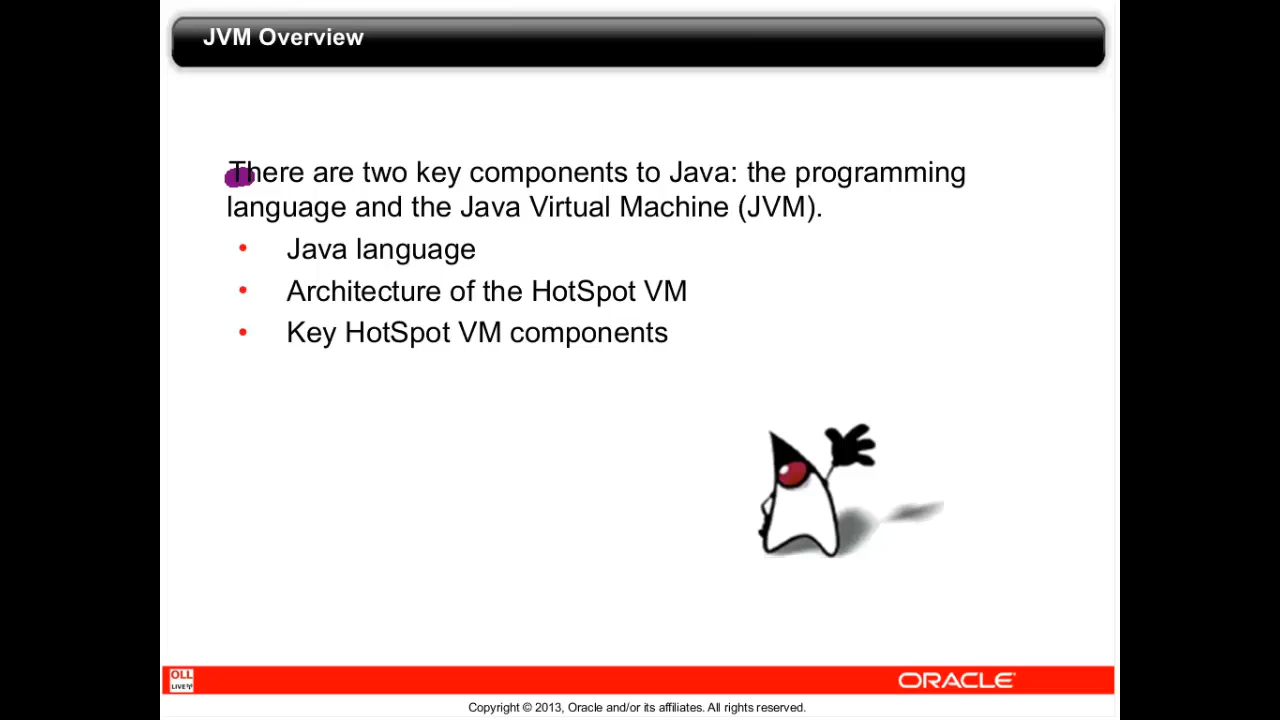 JVM Overview
There are two key components to Java: the programming
language and the Java Virtual Machine (JVM).
• Java language
• Architecture of the HotSpot VM
• Key HotSpot VM components
OLL
LIVE
ORACLE
Copyright © 2013, Oracle and/or its affiliates. All rights reserved.